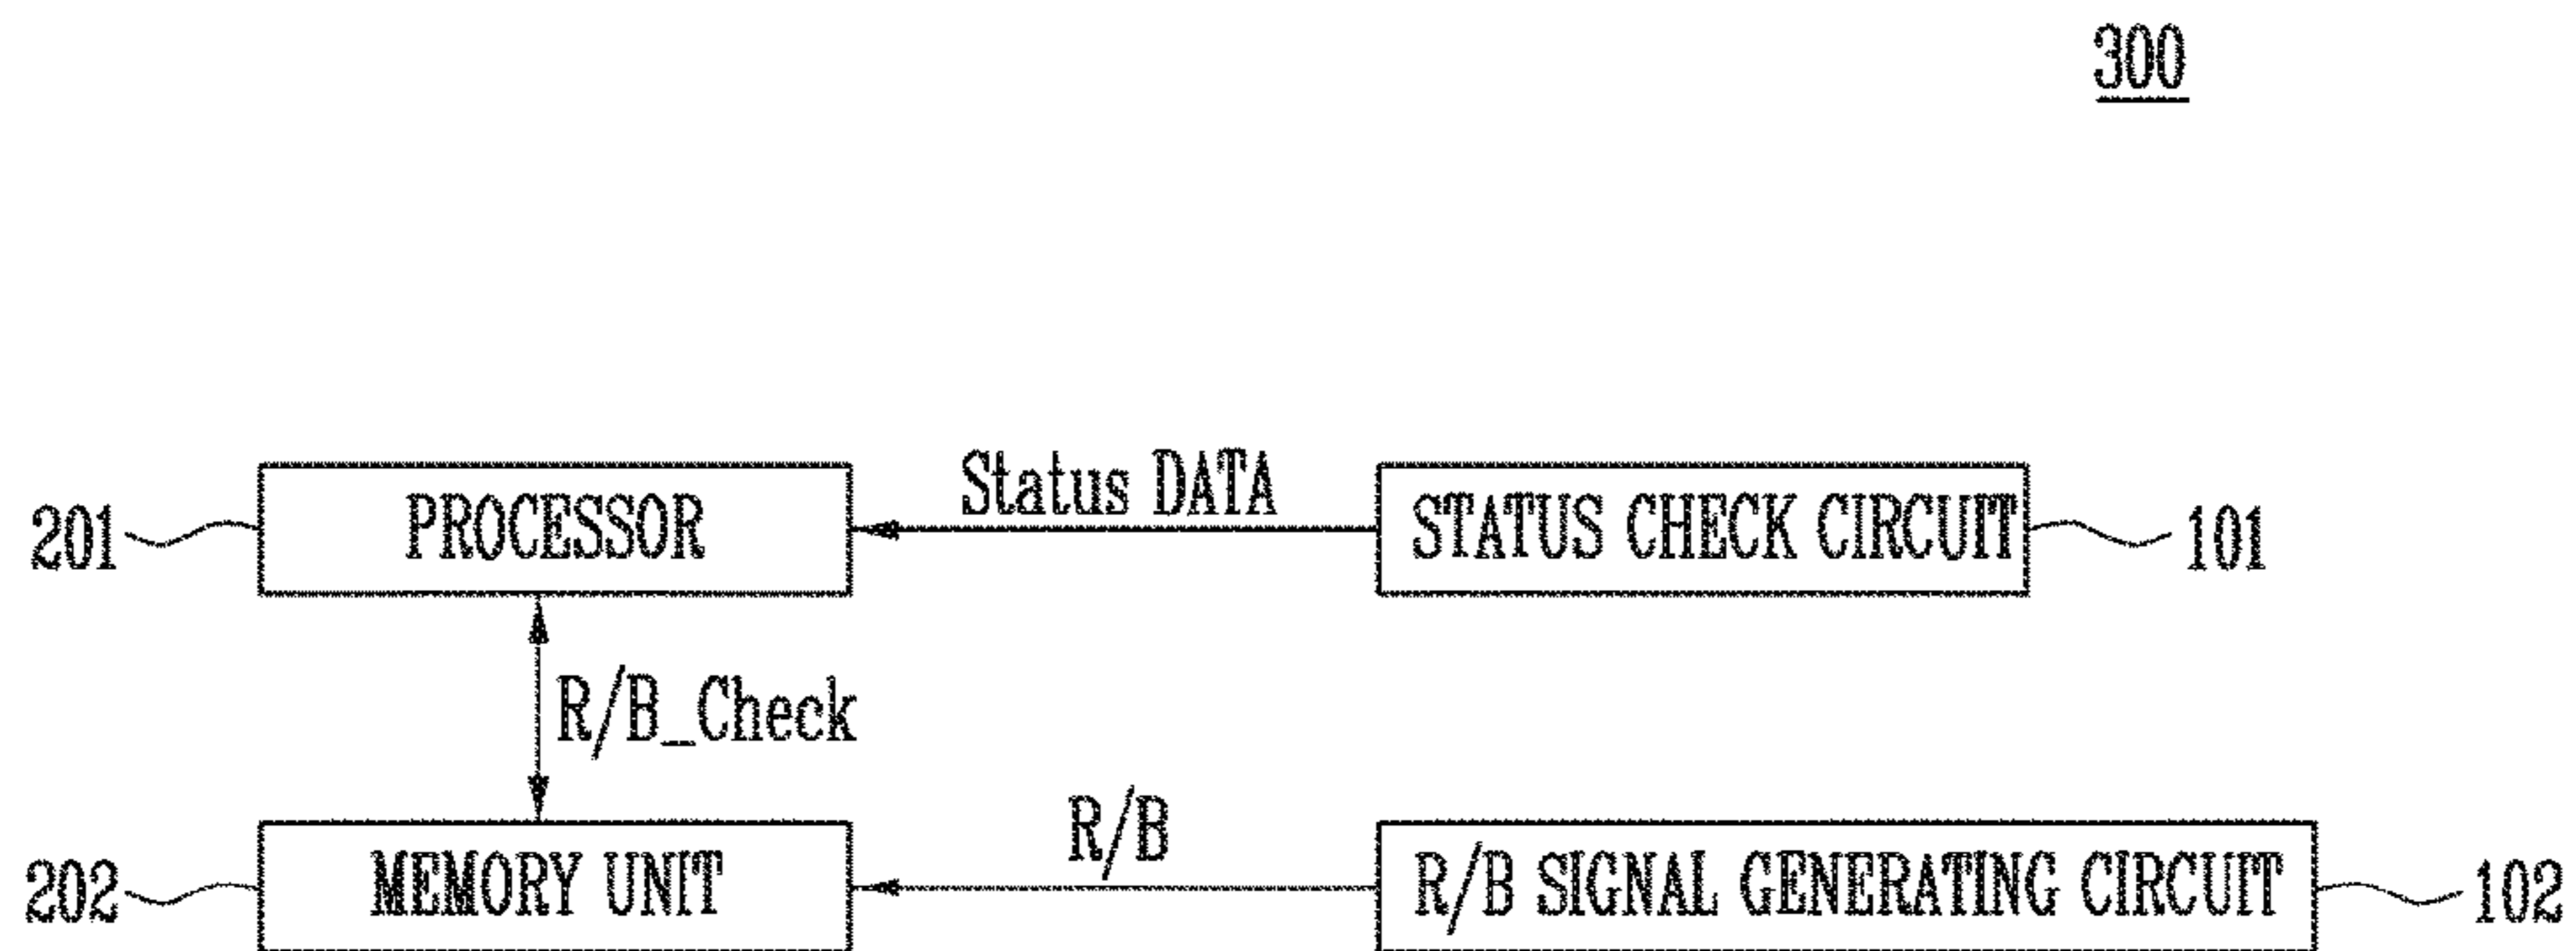 300
Status DATA
201
PROCESSOR
STATUS CHECK CIRCUIT
101
R/B_Check
R/B
202
MEMORY UNIT
R/B SIGNAL GENERATING CIRCUIT
102